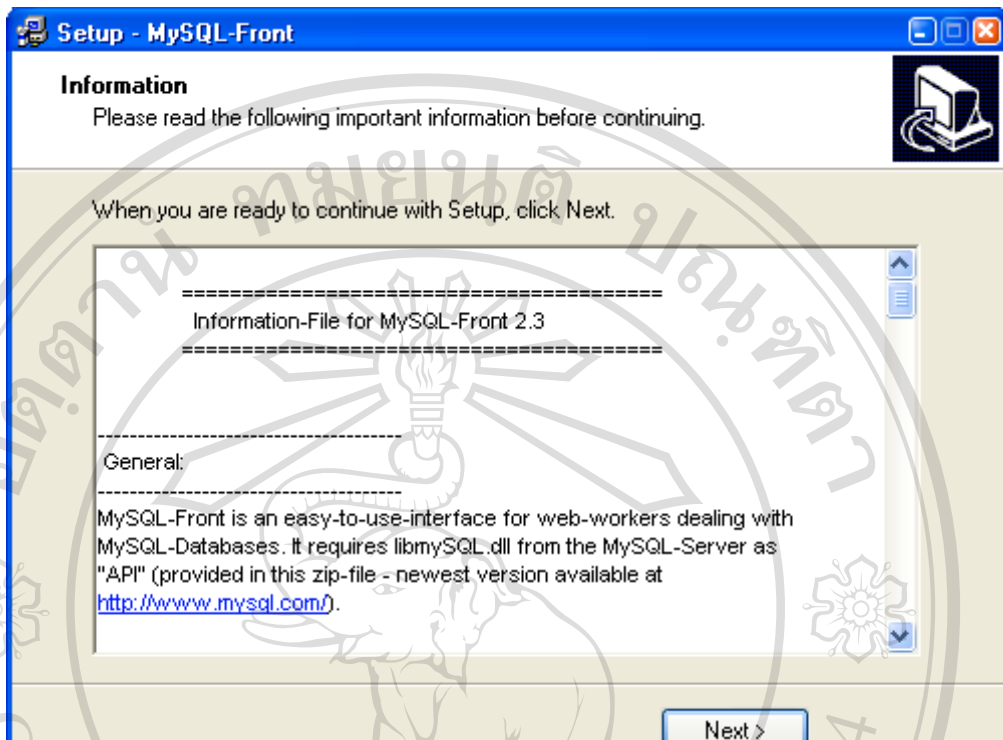 Setup - MySQL-Front
Information
Please read the following important information before continuing.
When you are ready to continue with Setup, click Next.
========================================
Information-File for MySQL-Front 2.3
========================================
--------------------------------------
General:
--------------------------------------
MySQL-Front is an easy-to-use-interface for web-workers dealing with
MySQL-Databases. It requires libmySQL.dll from the MySQL-Server as
"API" (provided in this zip-file - newest version available at
http://www.mysql.com/).
Next >